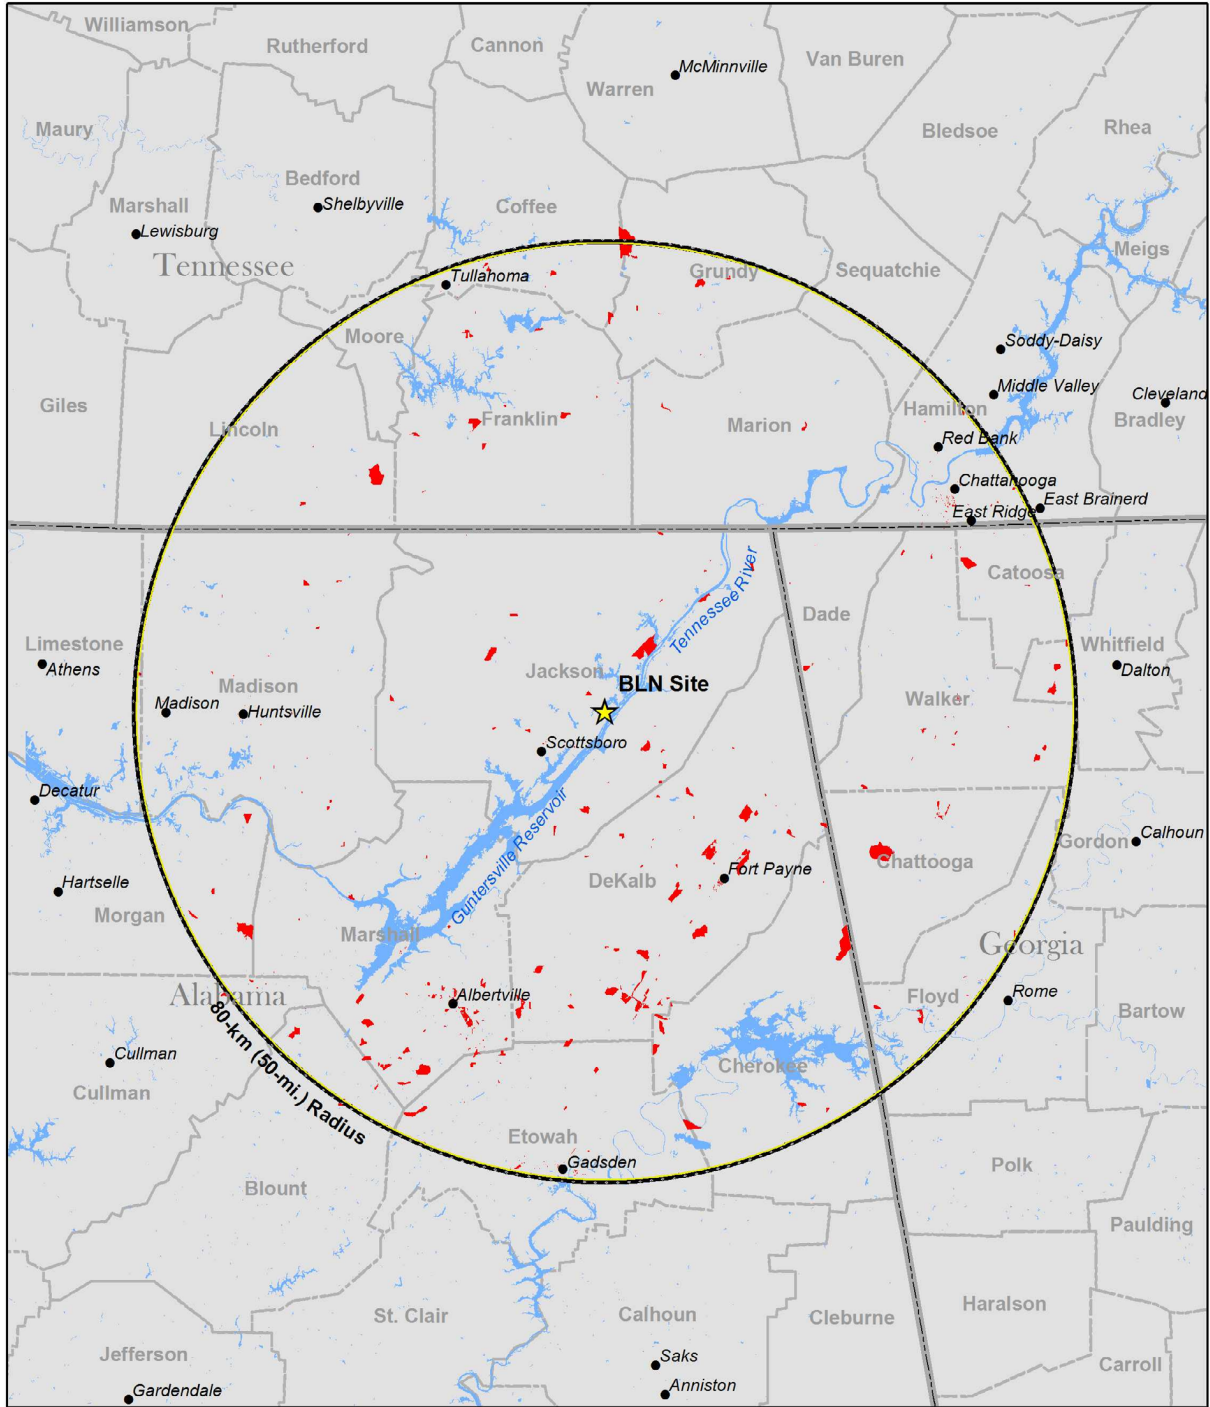 Williamson
Rutherford
Cannon
McMinnville
Van Buren
Warren
Maury
Bledsoe
Rhea
Bedford
Shelbyville
Marshall
Coffee
Lewisburg
Tennessee
Meigs
Tullahoma
Grundy
Sequatchie
Moore
Soddy-Daisy
Middle Valley
Cleveland
Giles
Lincoln
Franklin
Marion
Hamilton
Bradley
Red Bank
Chattanooga
East Brainerd
East Ridge
Catoosa
Tennessee River
Dade
Limestone
Athens
Whitfield
Dalton
Jackson
BLN Site
Madison
Madison
Huntsville
Walker
Scottsboro
Decatur
Guntersville Reservoir
Calhoun
Gordon
Chattooga
Hartselle
DeKalb
Fort Payne
Morgan
Marshall
Georgia
Alabama
Albertville
Floyd
Rome
Bartow
80-km (50-mi.) Radius
Cullman
Cullman
Cherokee
Etowah
Gadsden
Polk
Blount
Paulding
St. Clair
Calhoun
Cleburne
Haralson
Jefferson
Saks
Carroll
Gardendale
Anniston